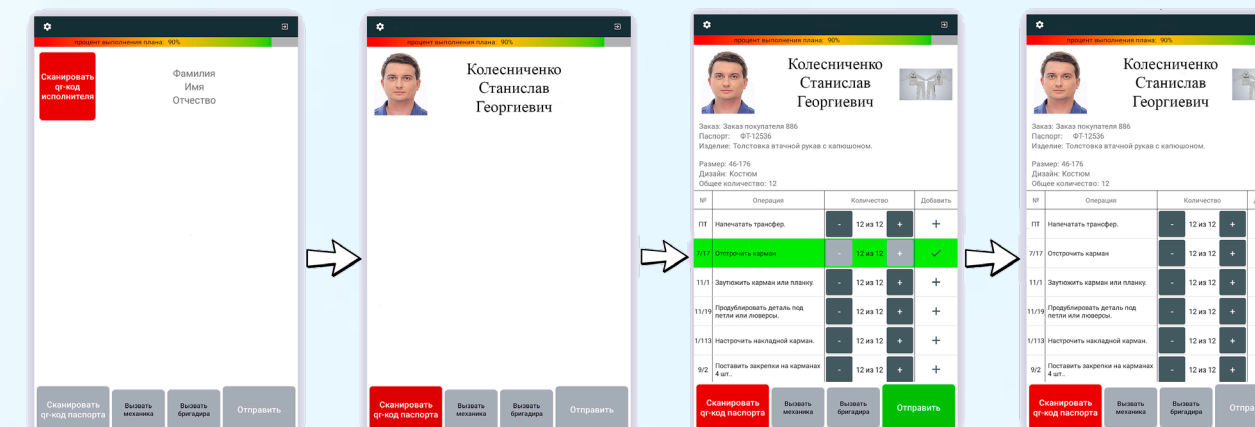 процент выполнения плана: 90%
Сканировать
qr-код
исполнителя
Фамилия
Имя
Отчество
Сканировать
qr-код паспорта
Вызвать
механика
Вызвать
бригадира
Отправить
процент выполнения плана: 90%
Колесниченко
Станислав
Георгиевич
Сканировать
qr-код паспорта
Вызвать
механика
Вызвать
бригадира
Отправить
процент выполнения плана: 90%
Колесниченко
Станислав
Георгиевич
Заказ: Заказ покупателя 886
Паспорт: ФТ-12536
Изделие: Толстовка втачной рукав с капюшоном.
Размер: 46-176
Дизайн: Костюм
Общее количество: 12
№ Операция Количество Добавить
ПТ Напечатать трансфер. - 12 из 12 + +
7/17 Отстрочить карман - 12 из 12 +
11/1 Заутюжить карман или планку. - 12 из 12 + +
11/19 Продублировать деталь под
петли или люверсы. - 12 из 12 + +
1/113 Настрочить накладной карман. - 12 из 12 + +
9/2 Поставить закрепки на карманах
4 шт.. - 12 из 12 + +
Сканировать
qr-код паспорта
Вызвать
механика
Вызвать
бригадира
Отправить
процент выполнения плана: 90%
Колесниченко
Станислав
Георгиевич
Заказ: Заказ покупателя 886
Паспорт: ФТ-12536
Изделие: Толстовка втачной рукав с капюшоном.
Размер: 46-176
Дизайн: Костюм
Общее количество: 12
№ Операция Количество
ПТ Напечатать трансфер. - 12 из 12 +
7/17 Отстрочить карман - 12 из 12 +
11/1 Заутюжить карман или планку. - 12 из 12 +
11/19 Продублировать деталь под
петли или люверсы. - 12 из 12 +
1/113 Настрочить накладной карман. - 12 из 12 +
9/2 Поставить закрепки на карманах
4 шт.. - 12 из 12 +
Сканировать
qr-код паспорта
Вызвать
механика
Вызвать
бригадира
Отпра